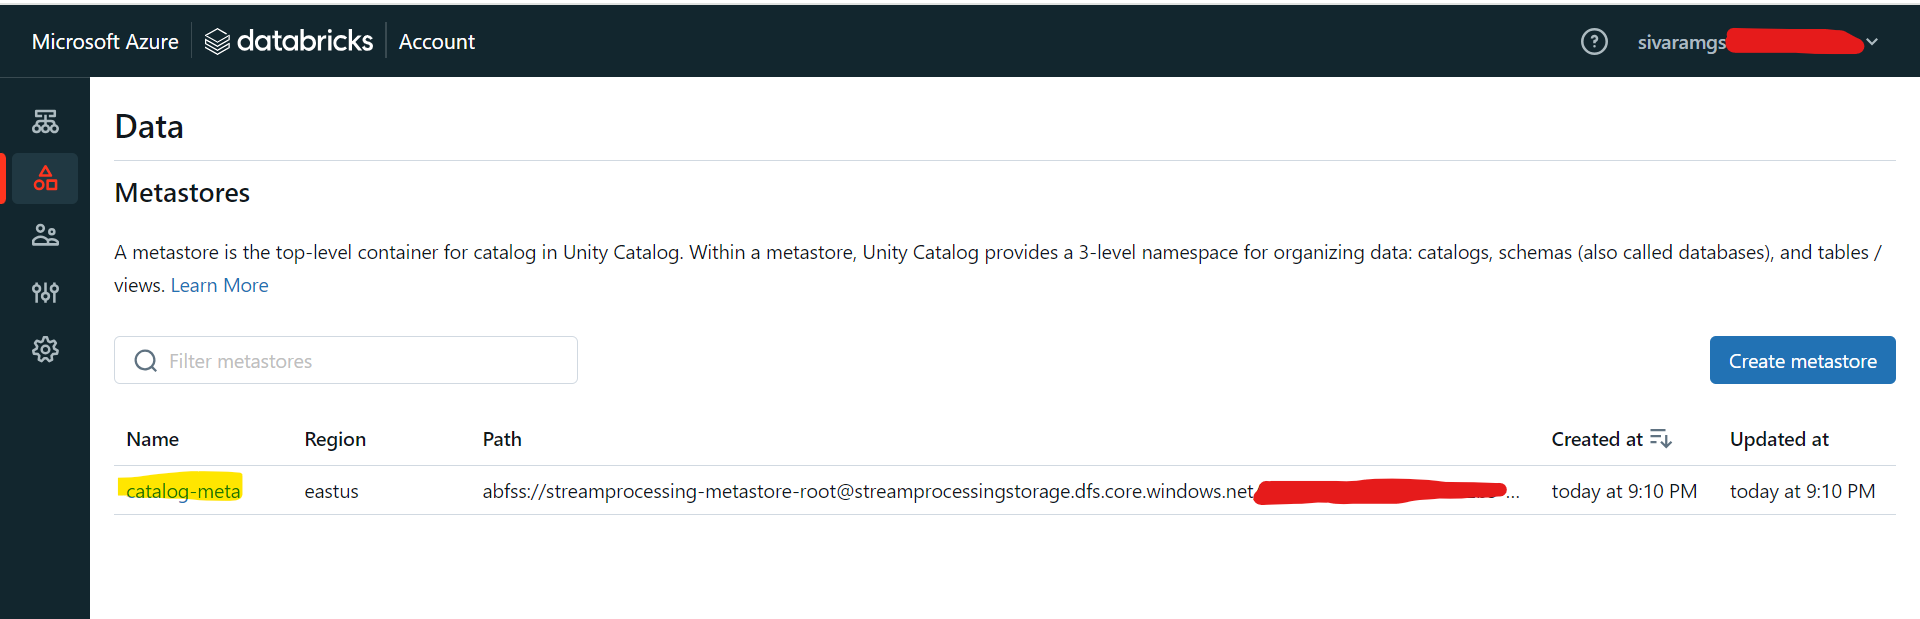 Microsoft Azure databricks Account
sivaramgs
Data
Metastores
A metastore is the top-level container for catalog in Unity Catalog. Within a metastore, Unity Catalog provides a 3-level namespace for organizing data: catalogs, schemas (also called databases), and tables /
views. Learn More
Filter metastores
Create metastore
Name Region Path Created at Updated at
catalog-meta eastus abfss://streamprocessing-metastore-root@streamprocessingstorage.dfs.core.windows.net ... today at 9:10 PM today at 9:10 PM